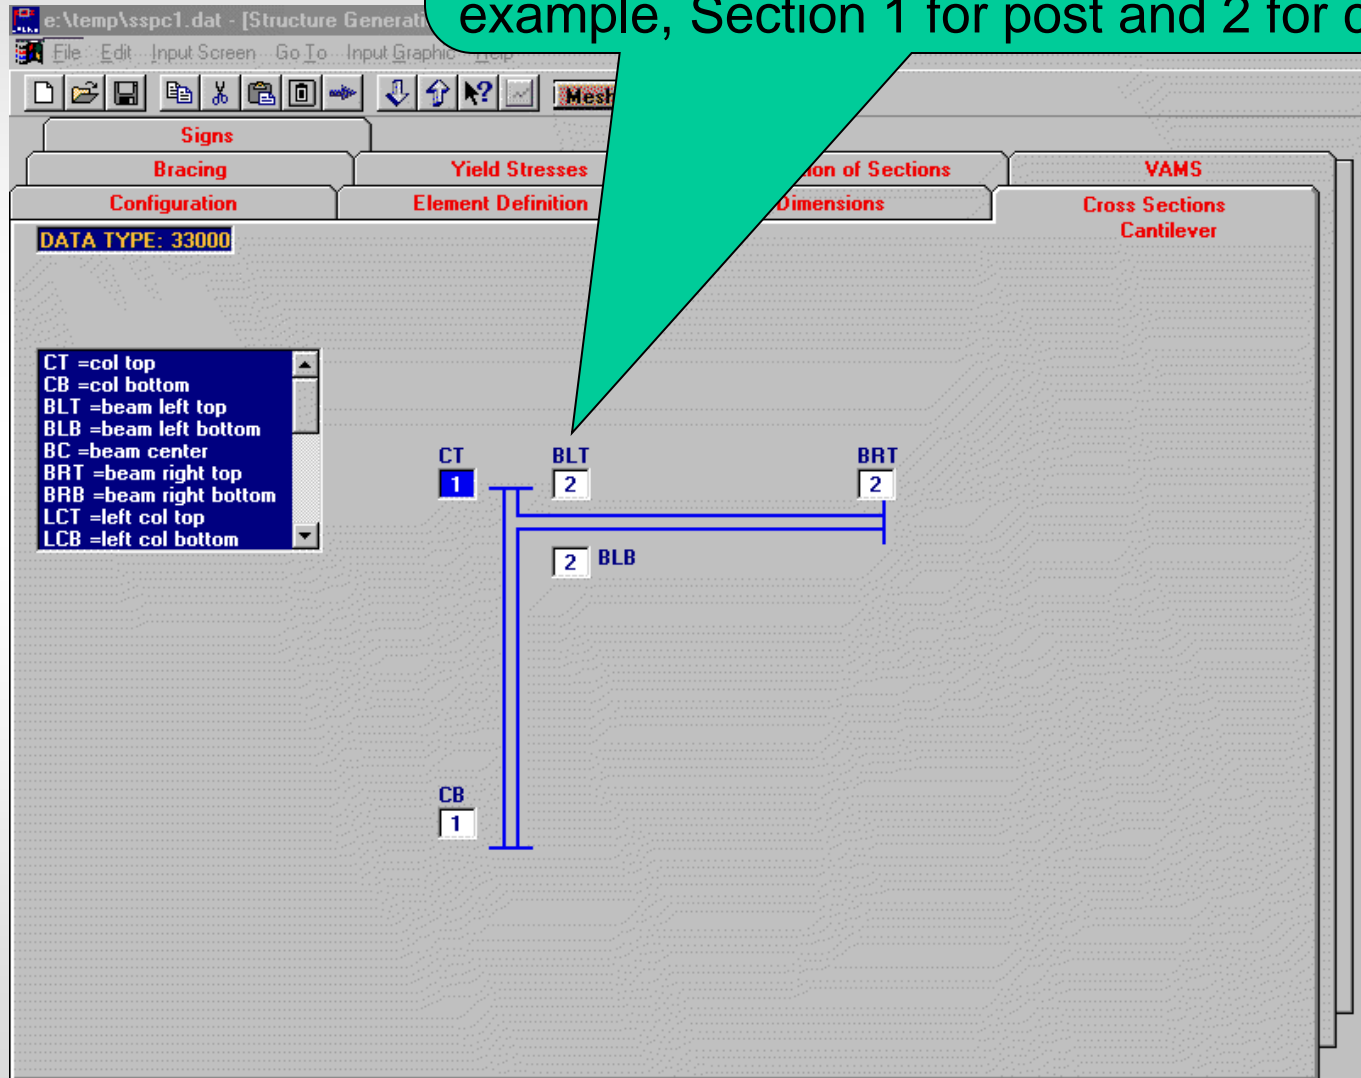 example, Section 1 for post and 2 for
e:\temp\sspc1.dat - [Structure
File Edit Input Screen Go To Input Graphic Help
Mesh
Signs
Bracing Yield Stresses of Sections VAMS
Configuration Element Definition Dimensions Cross Sections
Cantilever
DATA TYPE: 33000
CT =col top
CB =col bottom
BLT =beam left top
BLB =beam left bottom
BC =beam center
BRT =beam right top
BRB =beam right bottom
LCT =left col top
LCB =left col bottom
CT BLT BRT
1 2 2
2 BLB
CB
1